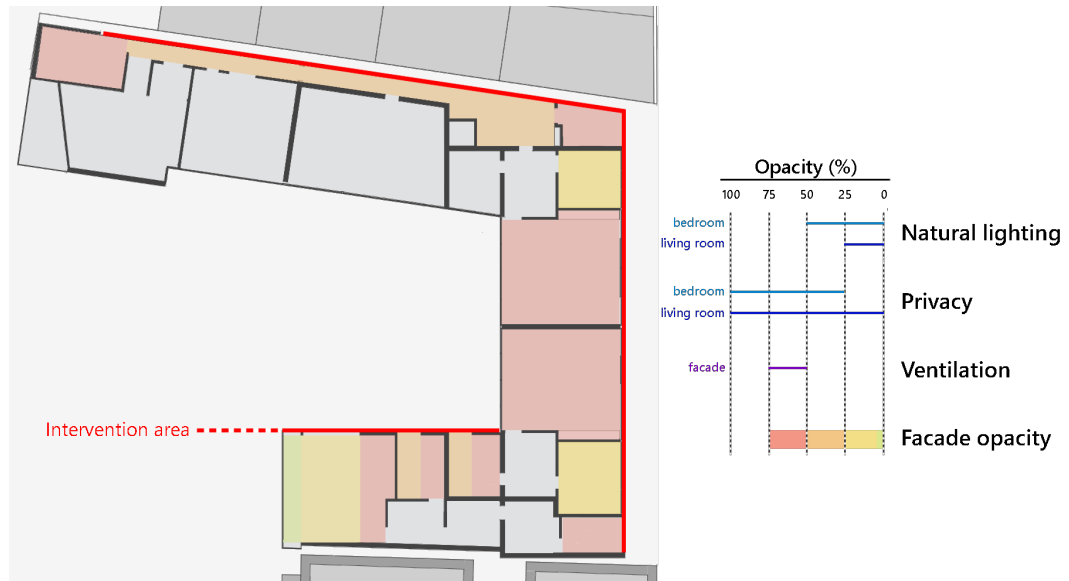 Opacity (%)
100 75 50 25 0
bedroom
living room
Natural lighting
bedroom
living room
Privacy
facade
Ventilation
Facade opacity
Intervention area